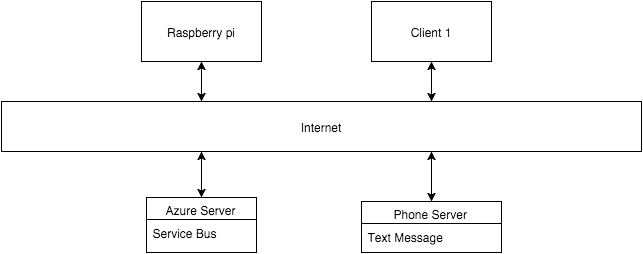 Raspberry pi
Client 1
Internet
Azure Server
Service Bus
Phone Server
Text Message